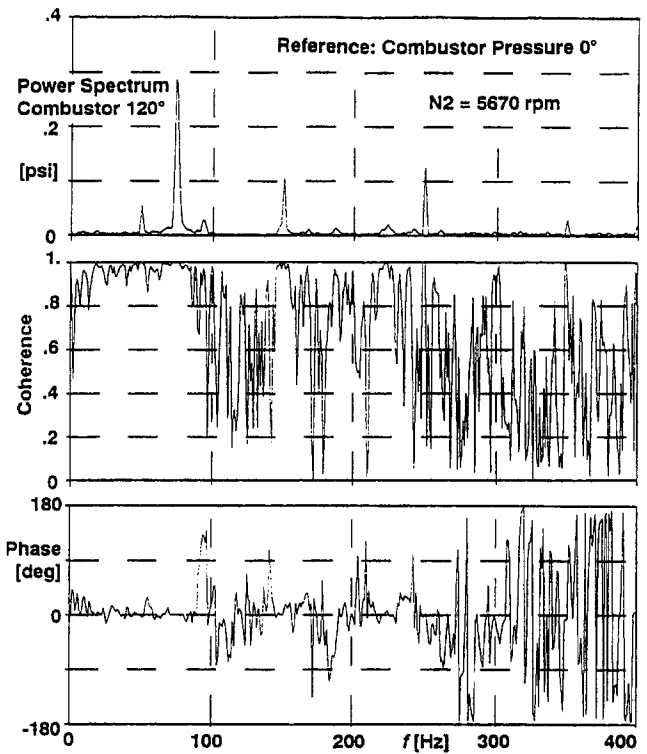 .4
Reference: Combustor Pressure 0°
Power Spectrum
Combustor 120°
N2 = 5670 rpm
.2
[psi]
0
1.
.8
.6
Coherence
.4
.2
0
180
Phase
[deg]
0
-180
0 100 200 f [Hz] 300 400